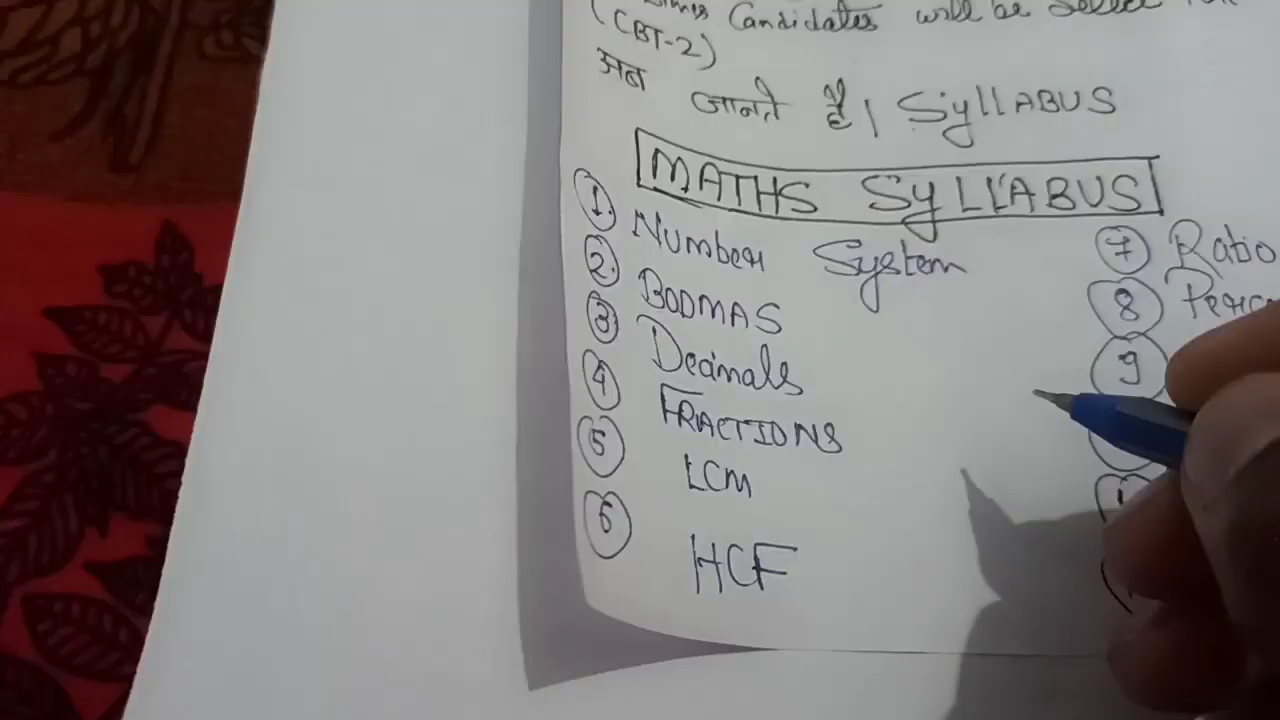 Candidates will be
(CBT-2)
अब जानते है। SyllABUS
MATHS SyLLABUS
1. Number System
2. BODMAS
3 Decimals
4 FRACTIONS
5 LCM
6 HCF
7 Ratio
8
9